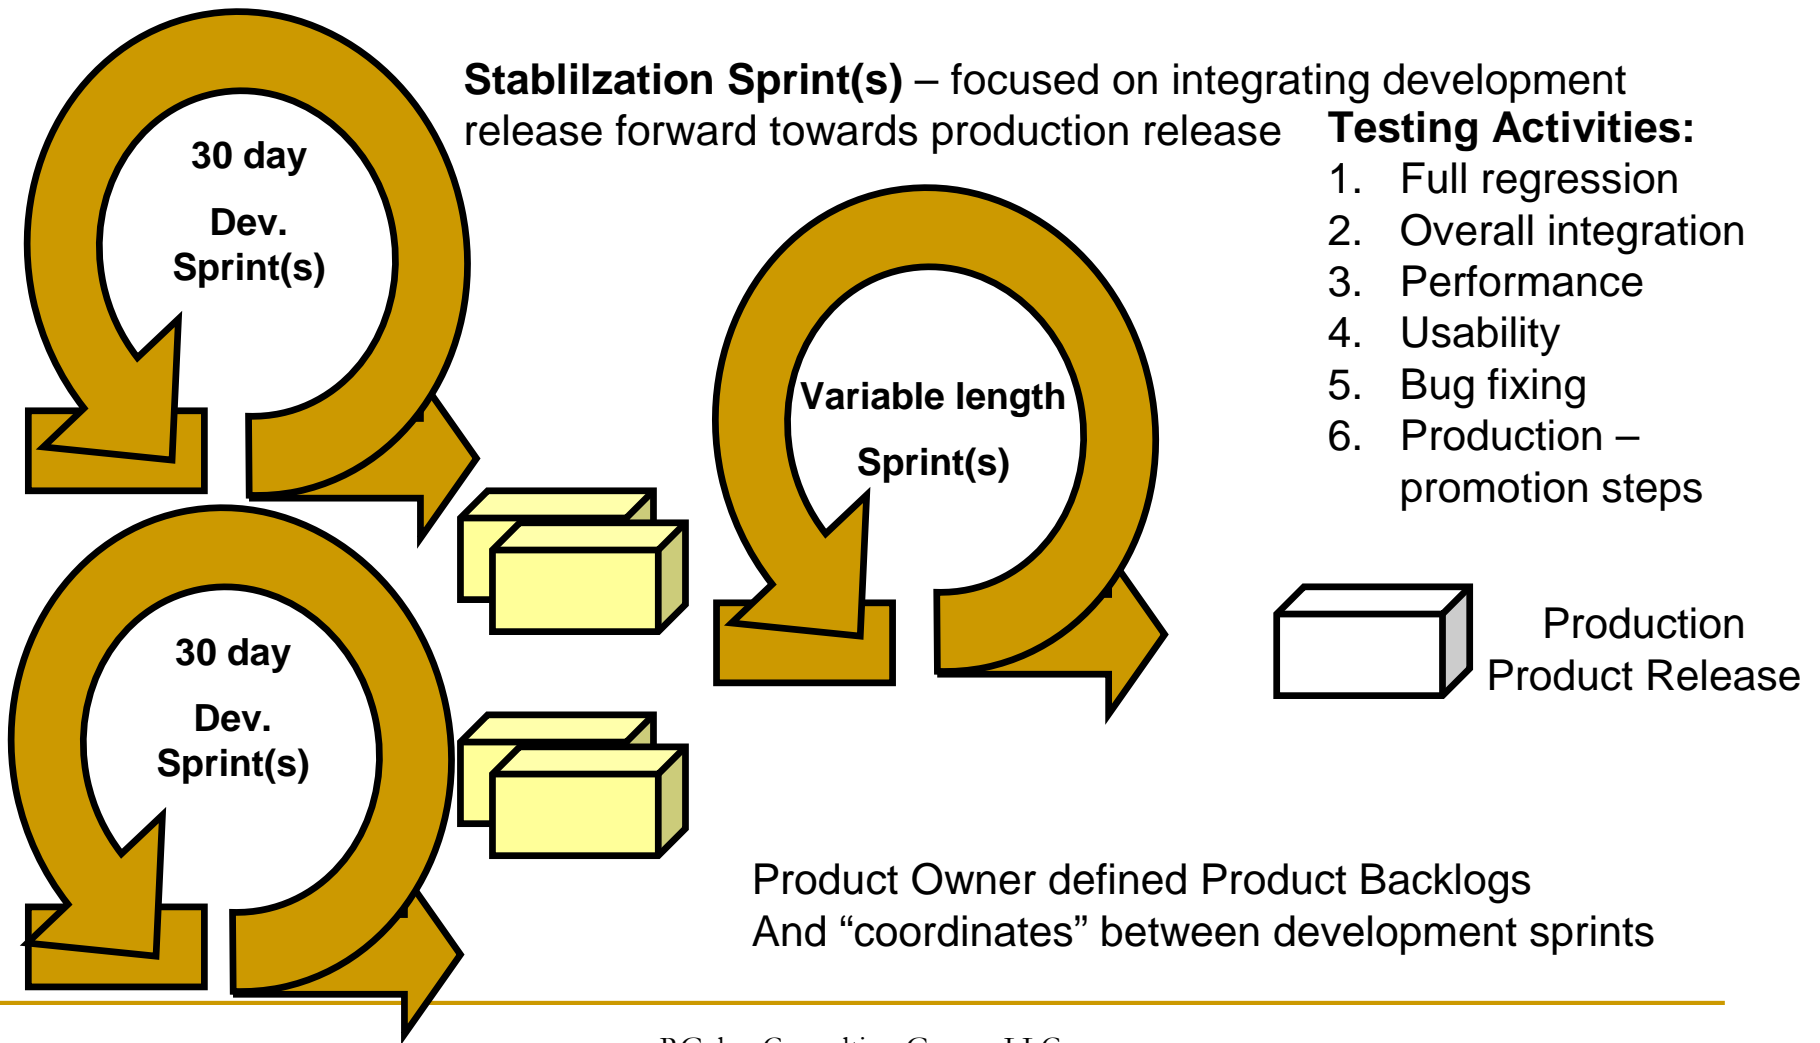 Stablilzation Sprint(s) – focused on integrating development
release forward towards production release
Testing Activities:
1. Full regression
2. Overall integration
3. Performance
4. Usability
5. Bug fixing
6. Production –
promotion steps
30 day
Dev.
Sprint(s)
Variable length
Sprint(s)
30 day
Dev.
Sprint(s)
Production
Product Release
Product Owner defined Product Backlogs
And “coordinates” between development sprints